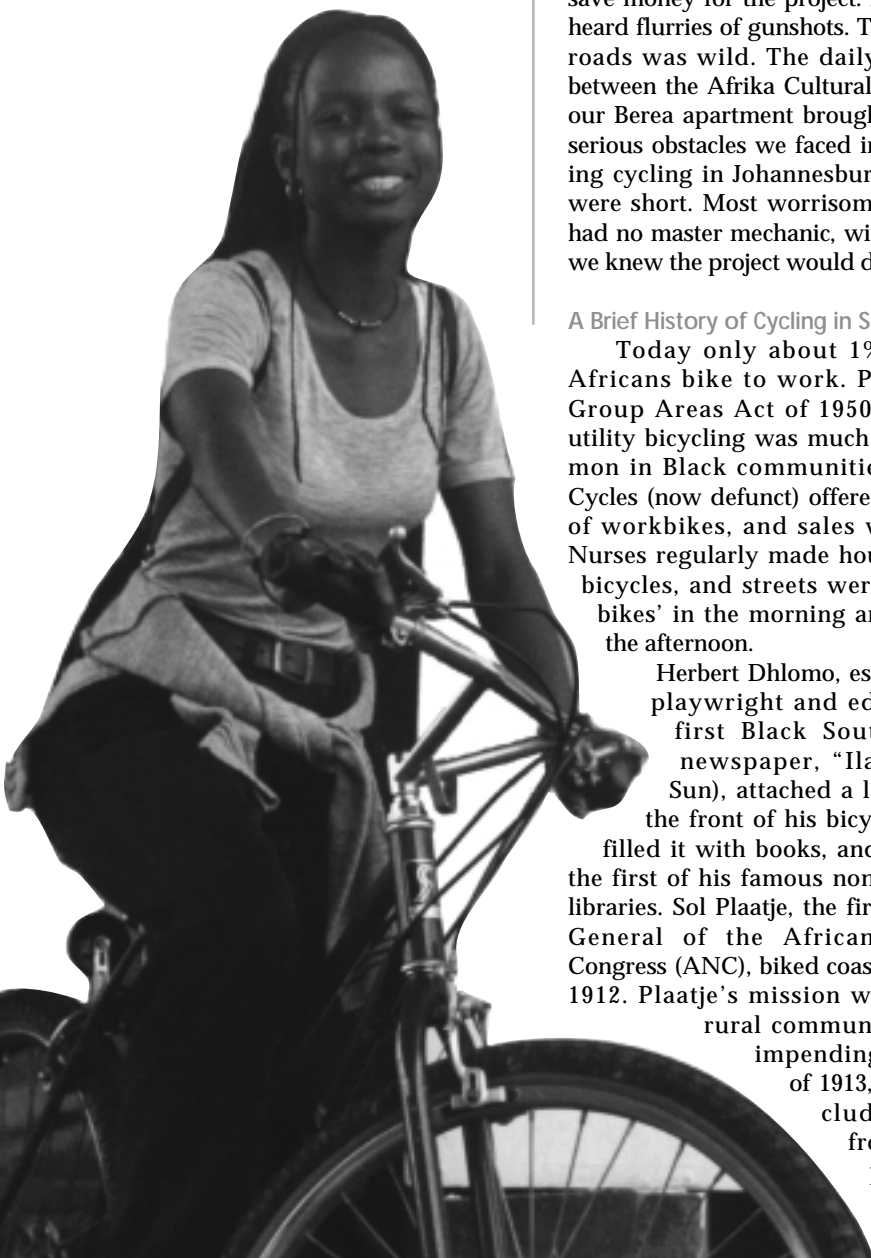 save money for the project.
heard flurries of gunshots. T
roads was wild. The daily
between the Afrika Cultural
our Berea apartment brough
serious obstacles we faced in
ing cycling in Johannesbur
were short. Most worrisom
had no master mechanic, wi
we knew the project would d
A Brief History of Cycling in S
Today only about 1%
Africans bike to work. P
Group Areas Act of 1950
utility bicycling was much
mon in Black communitie
Cycles (now defunct) offere
of workbikes, and sales w
Nurses regularly made hou
bicycles, and streets wer
bikes’ in the morning an
the afternoon.
Herbert Dhlomo, es
playwright and ed
first Black Sout
newspaper, “Ila
Sun), attached a l
the front of his bicy
filled it with books, and
the first of his famous non
libraries. Sol Plaatje, the fir
General of the African
Congress (ANC), biked coas
1912. Plaatje’s mission w
rural commun
impending
of 1913,
clud
fre